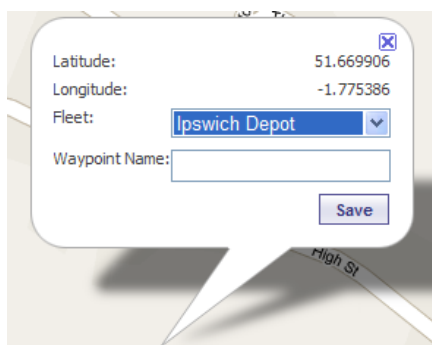 Latitude: 51.669906
Longitude: -1.775386
Fleet: Ipswich Depot
Waypoint Name:
Save
High St